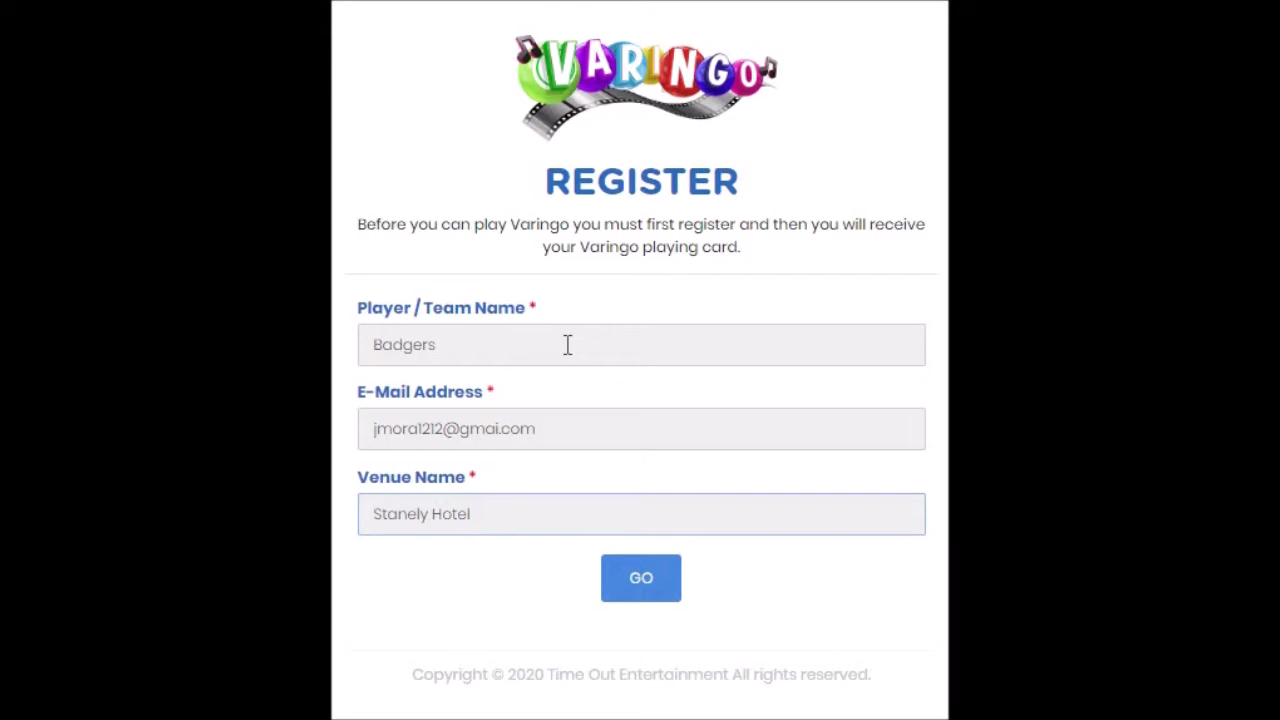 VARINGO
REGISTER
Before you can play Varingo you must first register and then you will receive
your Varingo playing card.
Player / Team Name *
Badgers
E-Mail Address *
jmora1212@gmai.com
Venue Name *
Stanely Hotel
GO
Copyright © 2020 Time Out Entertainment All rights reserved.